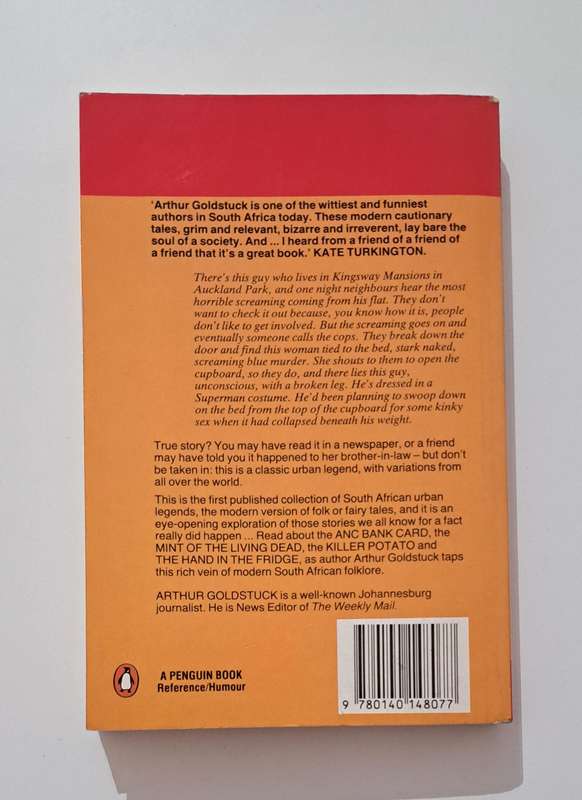 'Arthur Goldstuck is one of the wittiest and funniest
authors in South Africa today. These modern cautionary
tales, grim and relevant, bizarre and irreverent, lay bare the
soul of a society. And ... I heard from a friend of a friend of
a friend that it's a great book.' KATE TURKINGTON.
There's this guy who lives in Kingsway Mansions in
Auckland Park, and one night neighbours hear the most
horrible screaming coming from his flat. They don't
want to check it out because, you know how it is, people
don't like to get involved. But the screaming goes on and
eventually someone calls the cops. They break down the
door and find this woman tied to the bed, stark naked,
screaming blue murder. She shouts to them to open the
cupboard, so they do, and there lies this guy,
unconscious, with a broken leg. He's dressed in a
Superman costume. He'd been planning to swoop down
on the bed from the top of the cupboard for some kinky
sex when it had collapsed beneath his weight.
True story? You may have read it in a newspaper, or a friend
may have told you it happened to her brother-in-law – but don't
be taken in: this is a classic urban legend, with variations from
all over the world.
This is the first published collection of South African urban
legends, the modern version of folk or fairy tales, and it is an
eye-opening exploration of those stories we all know for a fact
really did happen ... Read about the ANC BANK CARD, the
MINT OF THE LIVING DEAD, the KILLER POTATO and
THE HAND IN THE FRIDGE, as author Arthur Goldstuck taps
this rich vein of modern South African folklore.
ARTHUR GOLDSTUCK is a well-known Johannesburg
journalist. He is News Editor of The Weekly Mail.
A PENGUIN BOOK
Reference/Humour
9 780140 148077